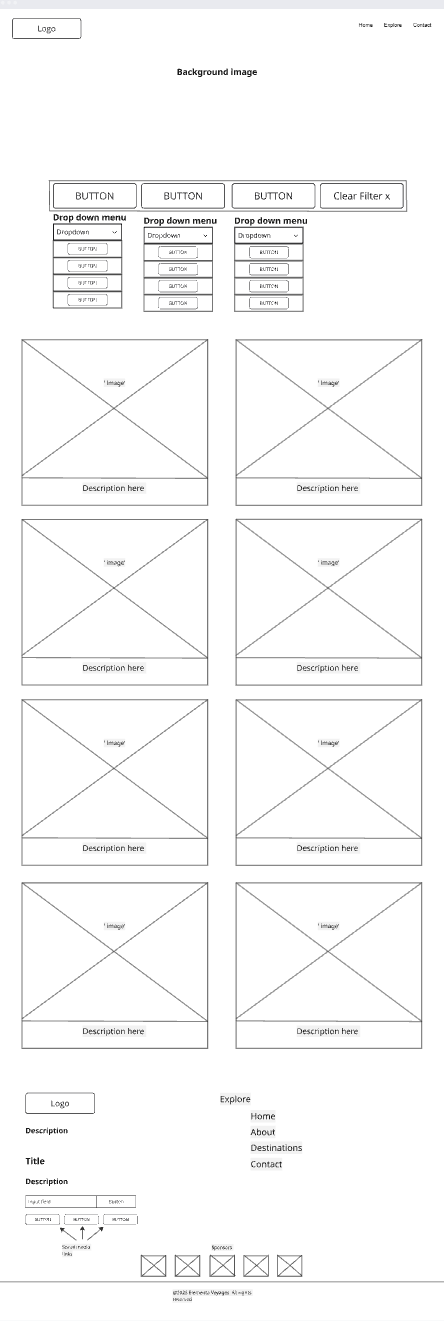 Logo
Home Explore Contact
Background image
BUTTON BUTTON BUTTON Clear Filter x
Drop down menu Drop down menu Drop down menu
Dropdown Dropdown Dropdown
BUTTON BUTTON BUTTON
BUTTON BUTTON BUTTON
BUTTON BUTTON BUTTON
BUTTON BUTTON BUTTON
'Image' 'Image'
Description here Description here
'Image' 'Image'
Description here Description here
'Image' 'Image'
Description here Description here
'Image' 'Image'
Description here Description here
Logo
Explore
Home
About
Destinations
Contact
Description
Title
Description
Input field Button
BUTTON BUTTON BUTTON
Social media
links
Sponsors
@2025 Elementa Voyages. All rights
reserved